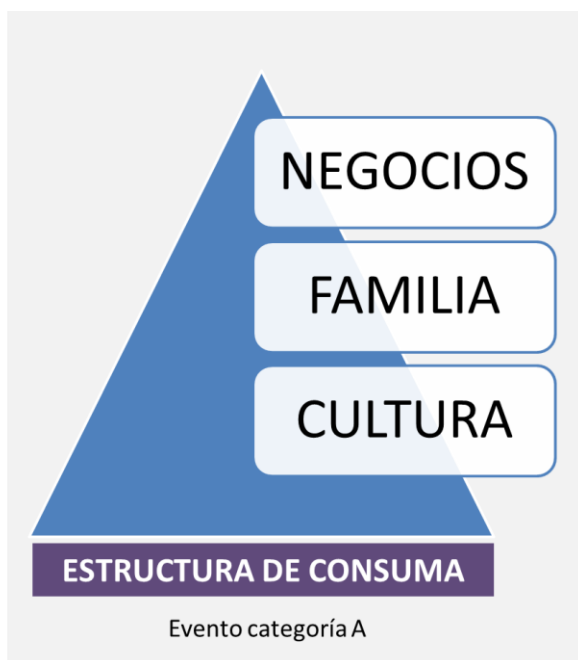 NEGOCIOS
FAMILIA
CULTURA
ESTRUCTURA DE CONSUMA
Evento categoría A